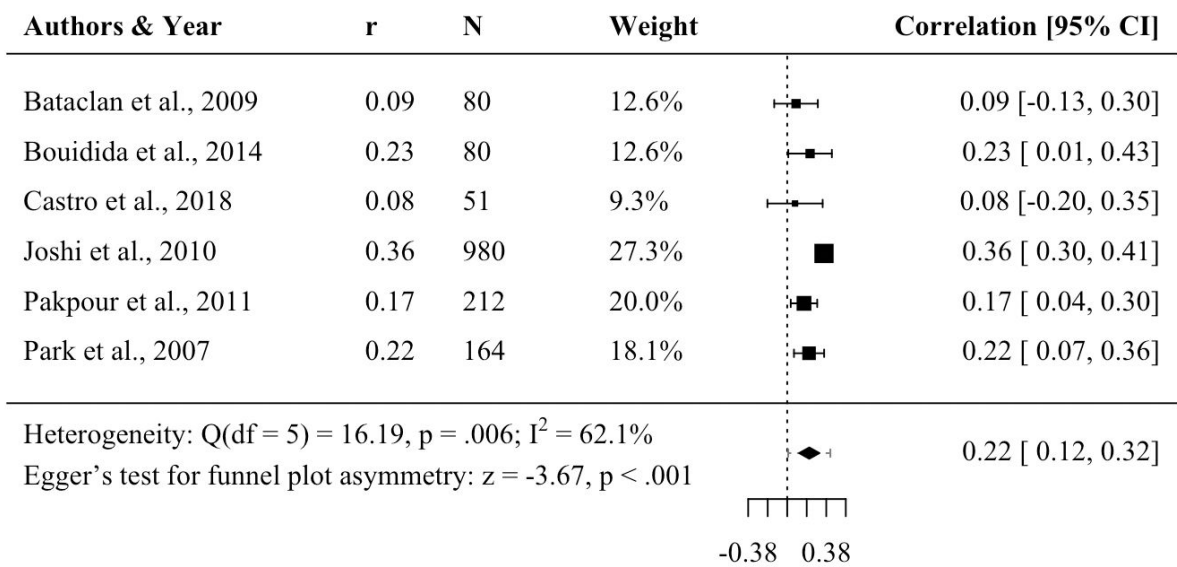 Authors & Year r N Weight Correlation [95% CI]
Bataclan et al., 2009 0.09 80 12.6% 0.09 [-0.13, 0.30]
Bouidida et al., 2014 0.23 80 12.6% 0.23 [ 0.01, 0.43]
Castro et al., 2018 0.08 51 9.3% 0.08 [-0.20, 0.35]
Joshi et al., 2010 0.36 980 27.3% 0.36 [ 0.30, 0.41]
Pakpour et al., 2011 0.17 212 20.0% 0.17 [ 0.04, 0.30]
Park et al., 2007 0.22 164 18.1% 0.22 [ 0.07, 0.36]
Heterogeneity: Q(df = 5) = 16.19, p = .006; I² = 62.1% 0.22 [ 0.12, 0.32]
Egger’s test for funnel plot asymmetry: z = -3.67, p < .001
-0.38 0.38